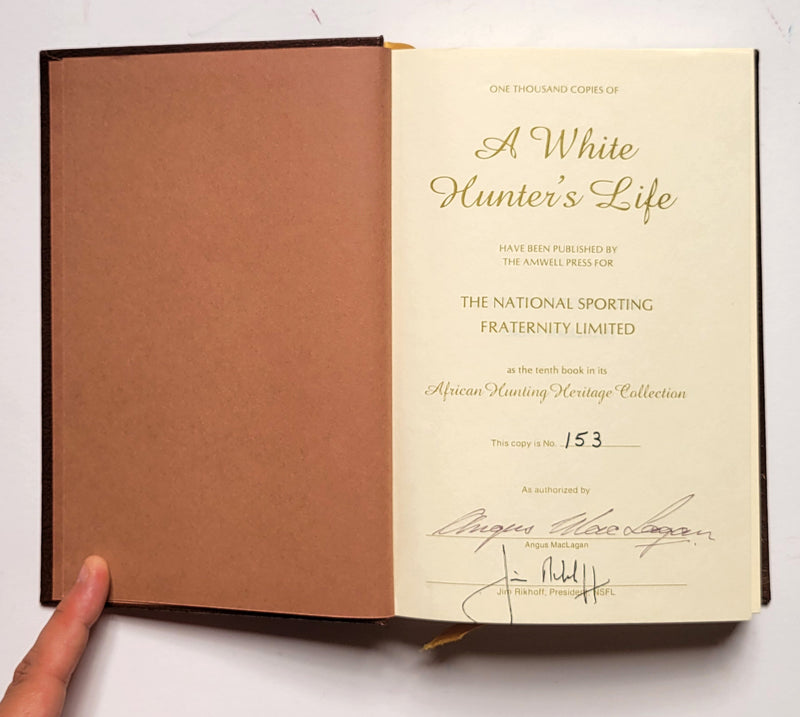 ONE THOUSAND COPIES OF
A White
Hunter's Life
HAVE BEEN PUBLISHED BY
THE AMWELL PRESS FOR
THE NATIONAL SPORTING
FRATERNITY LIMITED
as the tenth book in its
African Hunting Heritage Collection
This copy is No. 153
As authorized by
Angus MacLagan
Angus MacLagan
Jim Rikhoff
Jim Rikhoff, President, NSFL